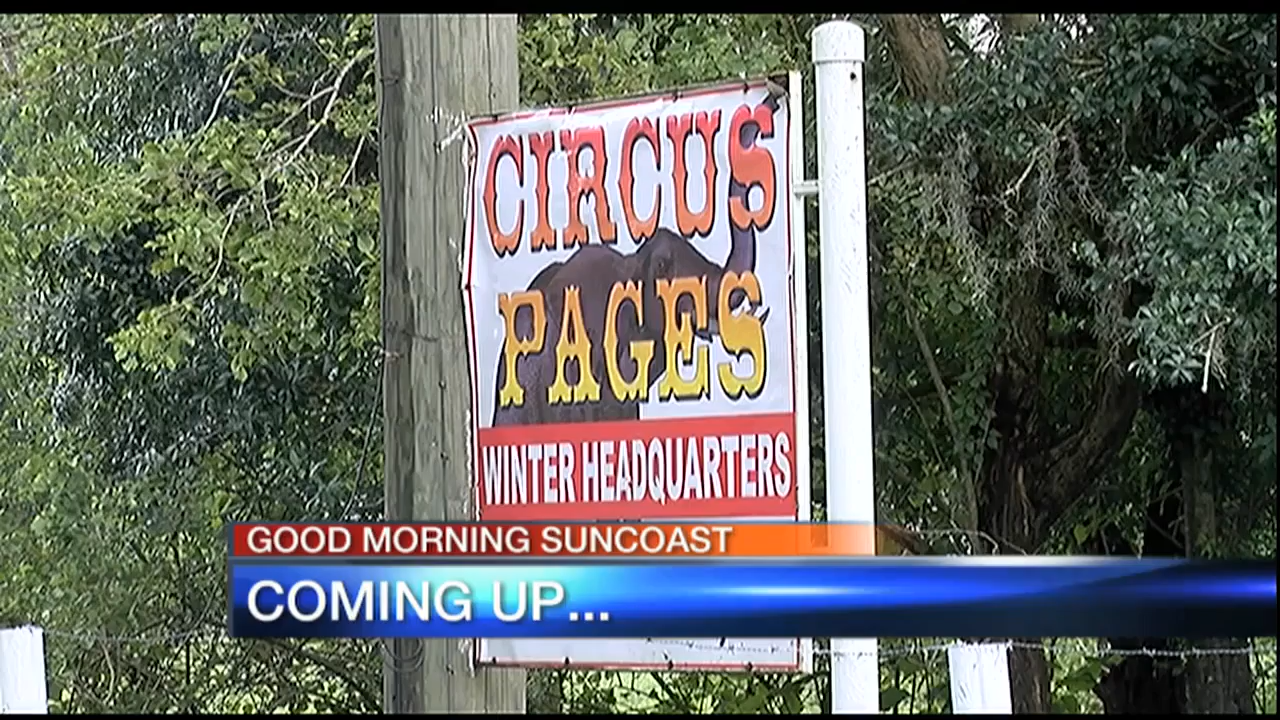 CIRCUS
PAGES
WINTER HEADQUARTERS
GOOD MORNING SUNCOAST
COMING UP...